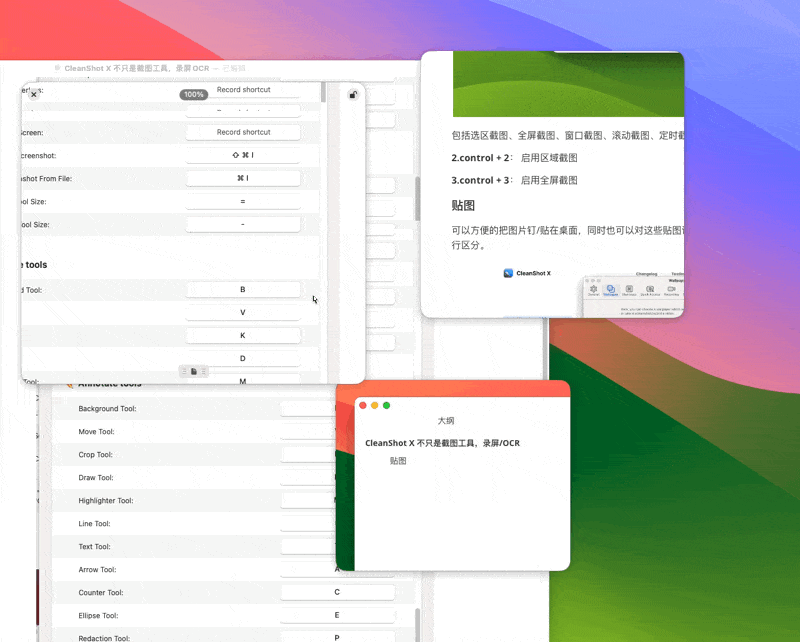 CleanShot X 不只是截图工具，录屏 OCR — 已编辑
100%
Record shortcut
Screen:
Record shortcut
creenshot:
⇧ ⌘ I
shot From File:
⌘ I
ool Size:
=
ool Size:
-
e tools
d Tool:
B
V
K
D
Tool:
M
包括选区截图、全屏截图、窗口截图、滚动截图、定时截
2.control + 2： 启用区域截图
3.control + 3： 启用全屏截图
贴图
可以方便的把图片钉/贴在桌面，同时也可以对这些贴图
行区分。
CleanShot X
Changelog
Annotate tools
Background Tool:
Move Tool:
Crop Tool:
Draw Tool:
Highlighter Tool:
Line Tool:
Text Tool:
Arrow Tool:
A
Counter Tool:
C
Ellipse Tool:
E
Redaction Tool:
P
大纲
CleanShot X 不只是截图工具，录屏/OCR
贴图